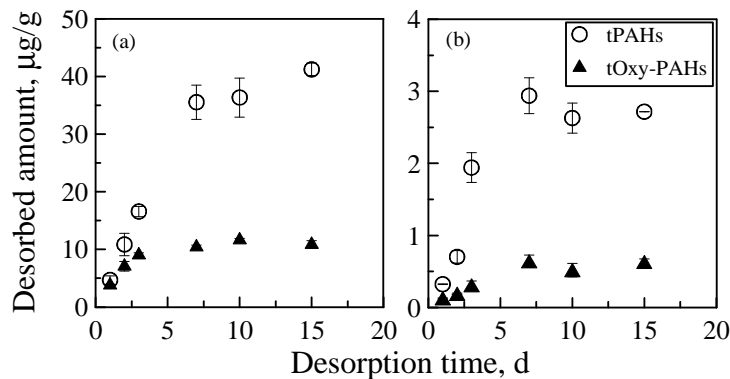 Desorbed amount, μg/g
50
40
30
20
10
0
(a)
0 5 10 15 20
4
3
2
1
0
(b)
tPAHs
tOxy-PAHs
0 5 10 15 20
Desorption time, d